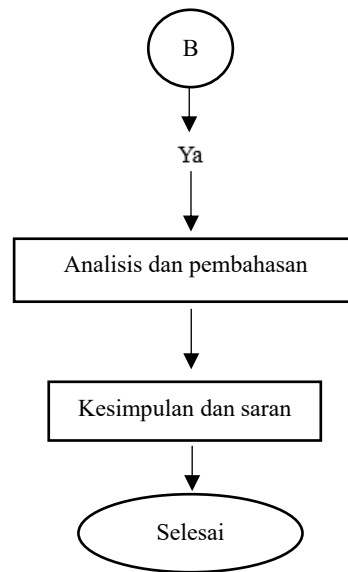 B
Ya
Analisis dan pembahasan
Kesimpulan dan saran
Selesai